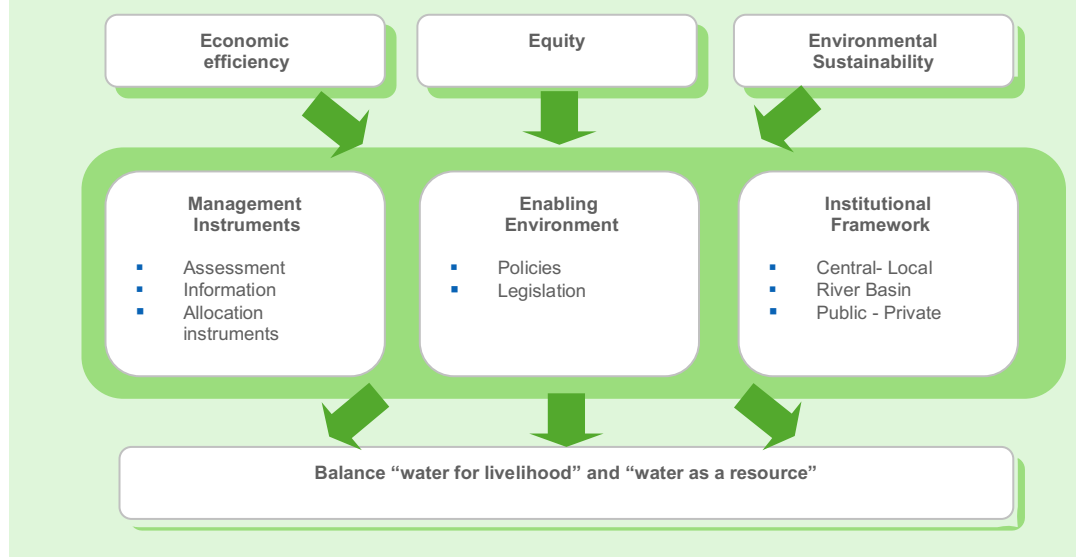 Economic
efficiency
Equity
Environmental
Sustainability
Management
Instruments
▪ Assessment
▪ Information
▪ Allocation
instruments
Enabling
Environment
▪ Policies
▪ Legislation
Institutional
Framework
▪ Central- Local
▪ River Basin
▪ Public - Private
Balance “water for livelihood” and “water as a resource”